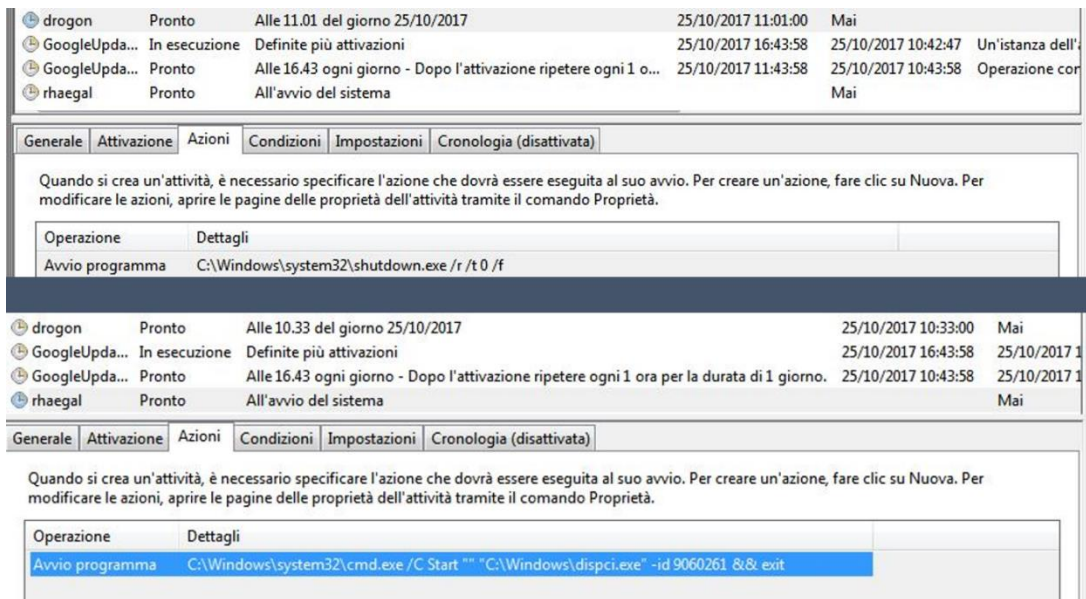 drogon Pronto Alle 11.01 del giorno 25/10/2017 25/10/2017 11:01:00 Mai
GoogleUpda... In esecuzione Definite più attivazioni 25/10/2017 16:43:58 25/10/2017 10:42:47 Un'istanza dell'a
GoogleUpda... Pronto Alle 16.43 ogni giorno - Dopo l'attivazione ripetere ogni 1 o... 25/10/2017 11:43:58 25/10/2017 10:43:58 Operazione con
rhaegal Pronto All'avvio del sistema Mai
Generale Attivazione Azioni Condizioni Impostazioni Cronologia (disattivata)
Quando si crea un'attività, è necessario specificare l'azione che dovrà essere eseguita al suo avvio. Per creare un'azione, fare clic su Nuova. Per
modificare le azioni, aprire le pagine delle proprietà dell'attività tramite il comando Proprietà.
Operazione Dettagli
Avvio programma C:\Windows\system32\shutdown.exe /r /t 0 /f
drogon Pronto Alle 10.33 del giorno 25/10/2017 25/10/2017 10:33:00 Mai
GoogleUpda... In esecuzione Definite più attivazioni 25/10/2017 16:43:58 25/10/2017 1
GoogleUpda... Pronto Alle 16.43 ogni giorno - Dopo l'attivazione ripetere ogni 1 ora per la durata di 1 giorno. 25/10/2017 10:43:58 25/10/2017 1
rhaegal Pronto All'avvio del sistema Mai
Generale Attivazione Azioni Condizioni Impostazioni Cronologia (disattivata)
Quando si crea un'attività, è necessario specificare l'azione che dovrà essere eseguita al suo avvio. Per creare un'azione, fare clic su Nuova. Per
modificare le azioni, aprire le pagine delle proprietà dell'attività tramite il comando Proprietà.
Operazione Dettagli
Avvio programma C:\Windows\system32\cmd.exe /C Start "" "C:\Windows\dispci.exe" -id 9060261 && exit